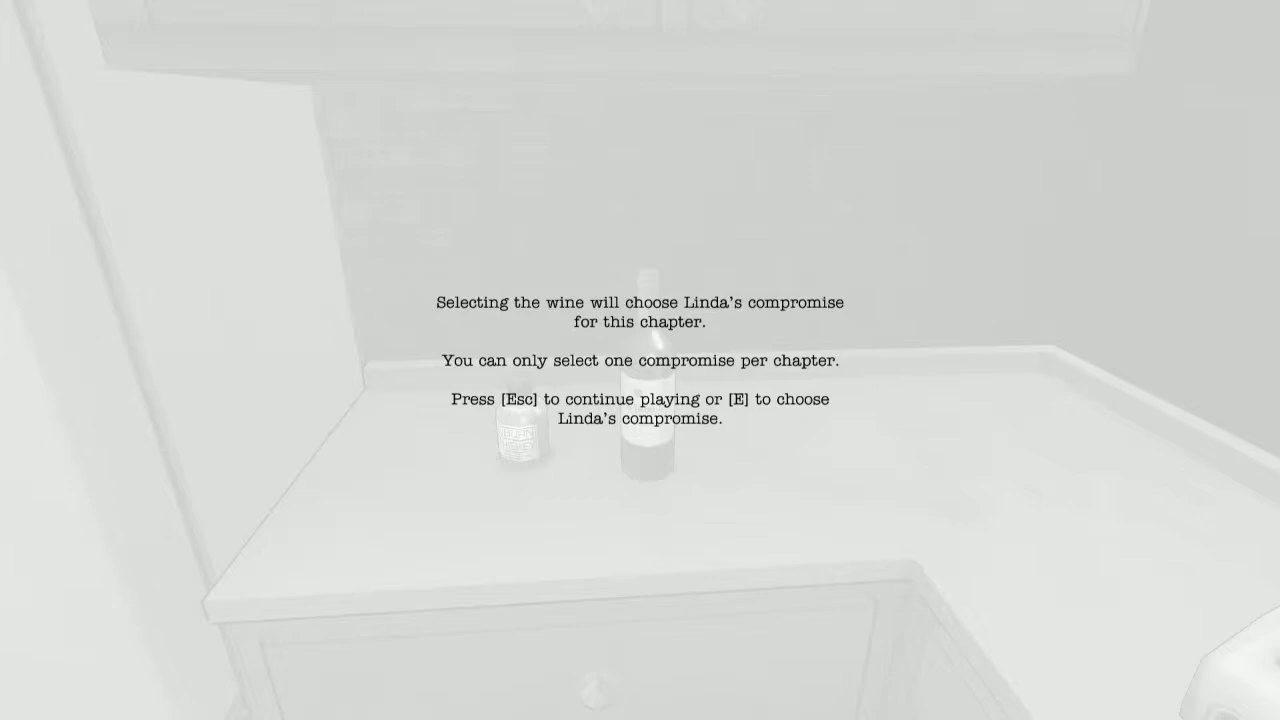 Selecting the wine will choose Linda's compromise
for this chapter.
You can only select one compromise per chapter.
Press [Esc] to continue playing or [E] to choose
Linda's compromise.